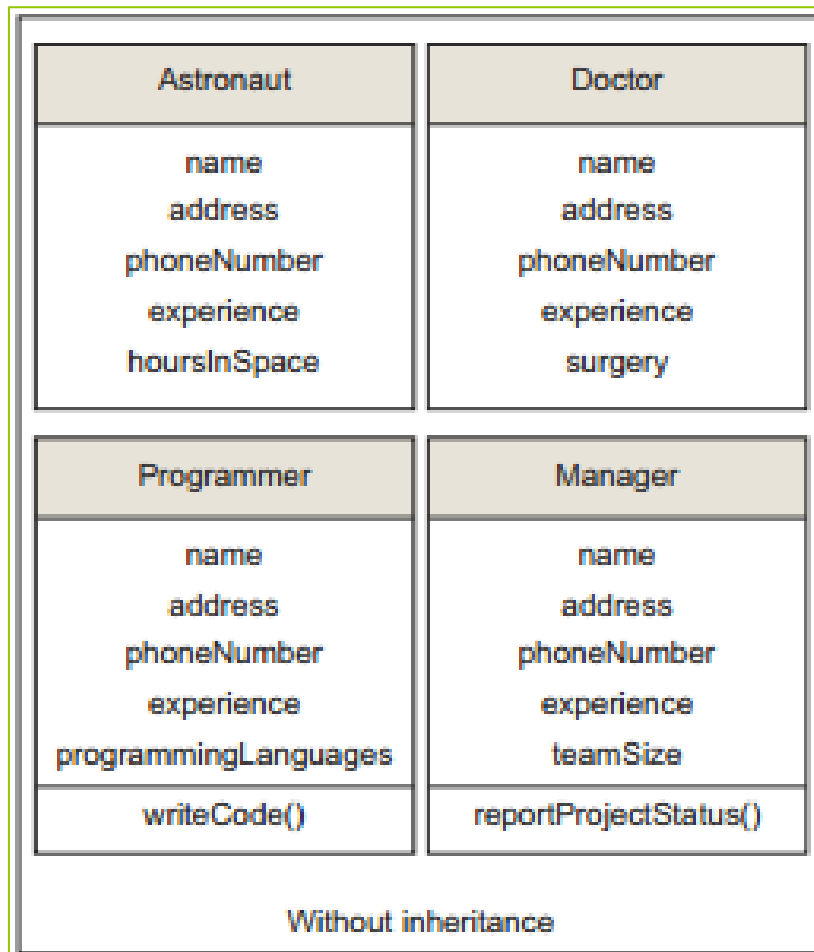 Astronaut
name
address
phoneNumber
experience
hoursInSpace
Doctor
name
address
phoneNumber
experience
surgery
Programmer
name
address
phoneNumber
experience
programmingLanguages
writeCode()
Manager
name
address
phoneNumber
experience
teamSize
reportProjectStatus()
Without inheritance